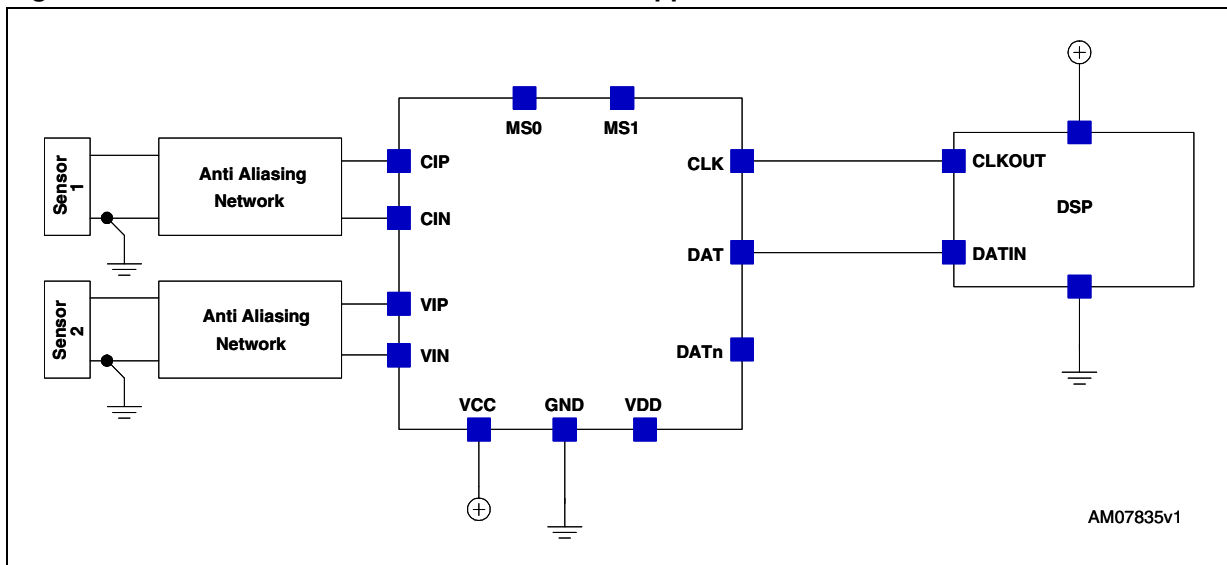 MS0
MS1
Sensor
1
Anti Aliasing
Network
CIP
CIN
CLK
CLKOUT
DSP
DAT
DATIN
Sensor
2
Anti Aliasing
Network
VIP
VIN
DATn
VCC
GND
VDD
AM07835v1